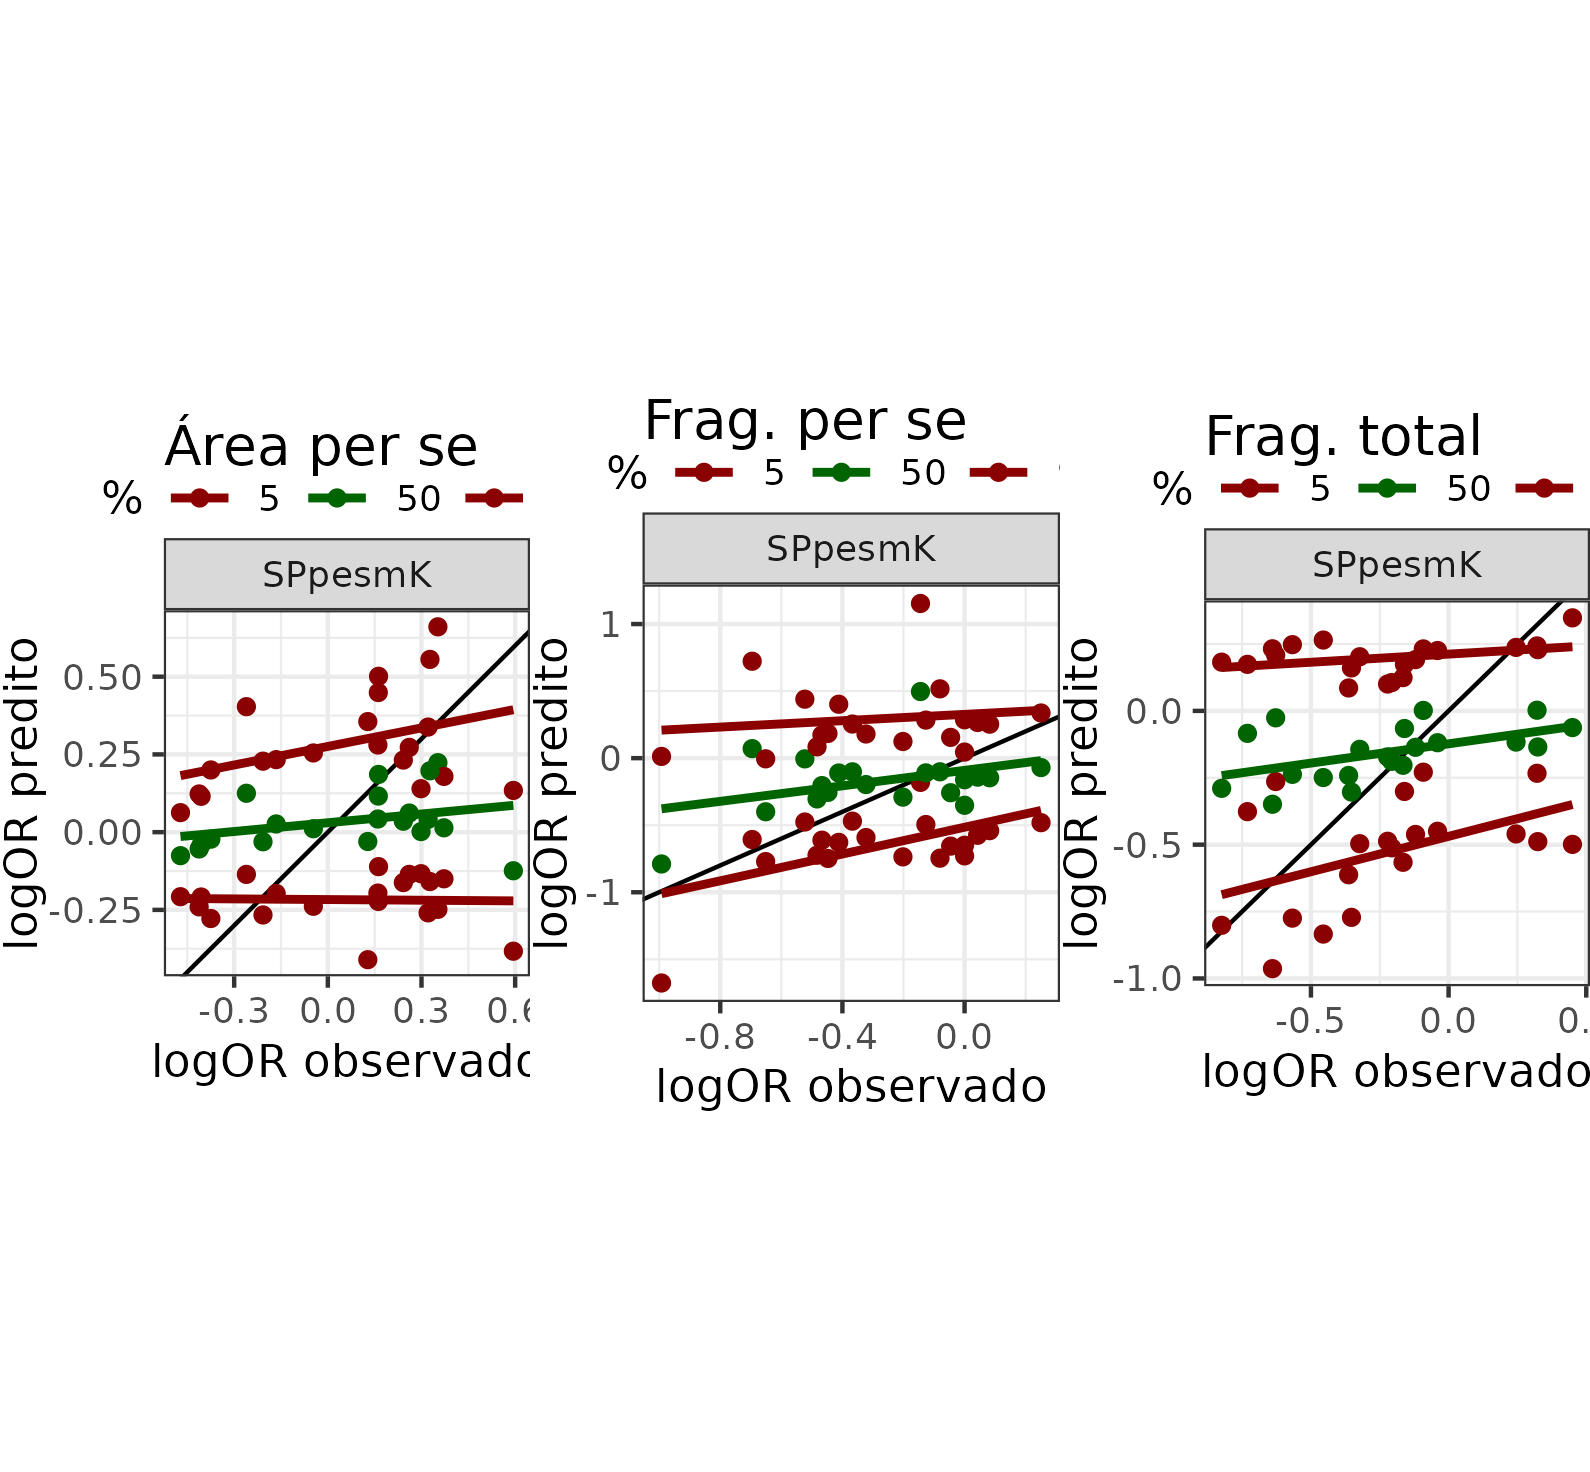 Área per se
% 5 50
SPpesmK
logOR predito
0.50
0.25
0.00
-0.25
-0.3 0.0 0.3 0.6
logOR observado
Frag. per se
% 5 50
SPpesmK
logOR predito
1
0
-1
-0.8 -0.4 0.0
logOR observado
Frag. total
% 5 50
SPpesmK
logOR predito
0.0
-0.5
-1.0
-0.5 0.0 0.
logOR observado